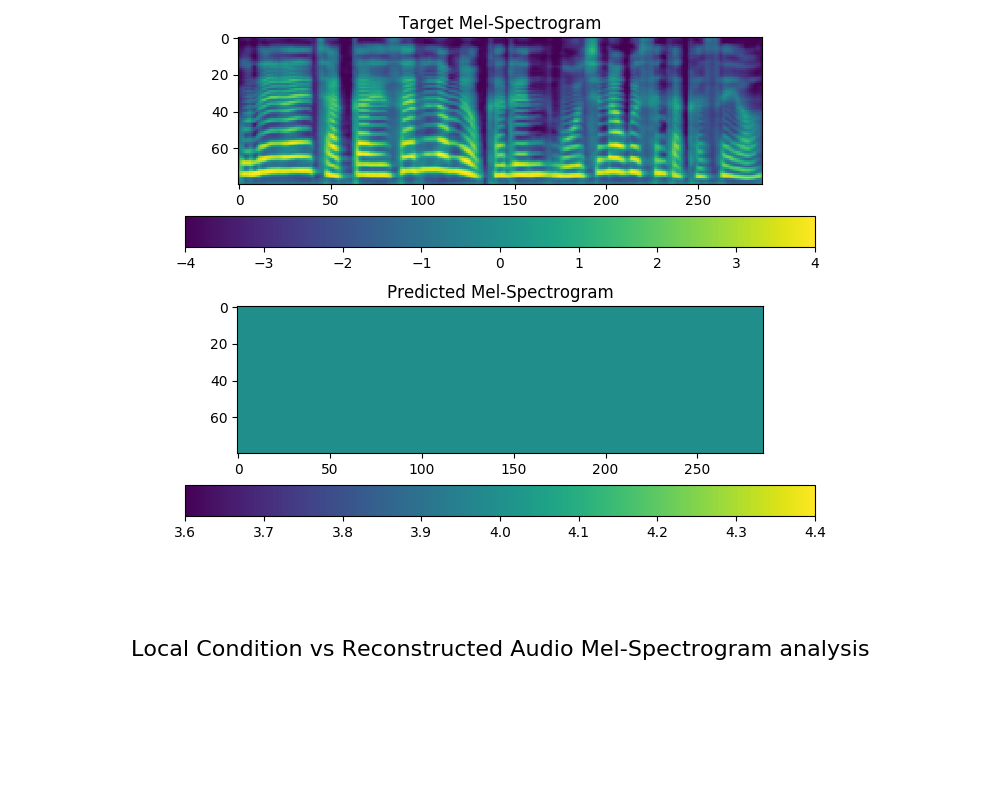 Target Mel-Spectrogram
0
20
40
60
0 50 100 150 200 250
−4 −3 −2 −1 0 1 2 3 4
Predicted Mel-Spectrogram
0
20
40
60
0 50 100 150 200 250
3.6 3.7 3.8 3.9 4.0 4.1 4.2 4.3 4.4
Local Condition vs Reconstructed Audio Mel-Spectrogram analysis